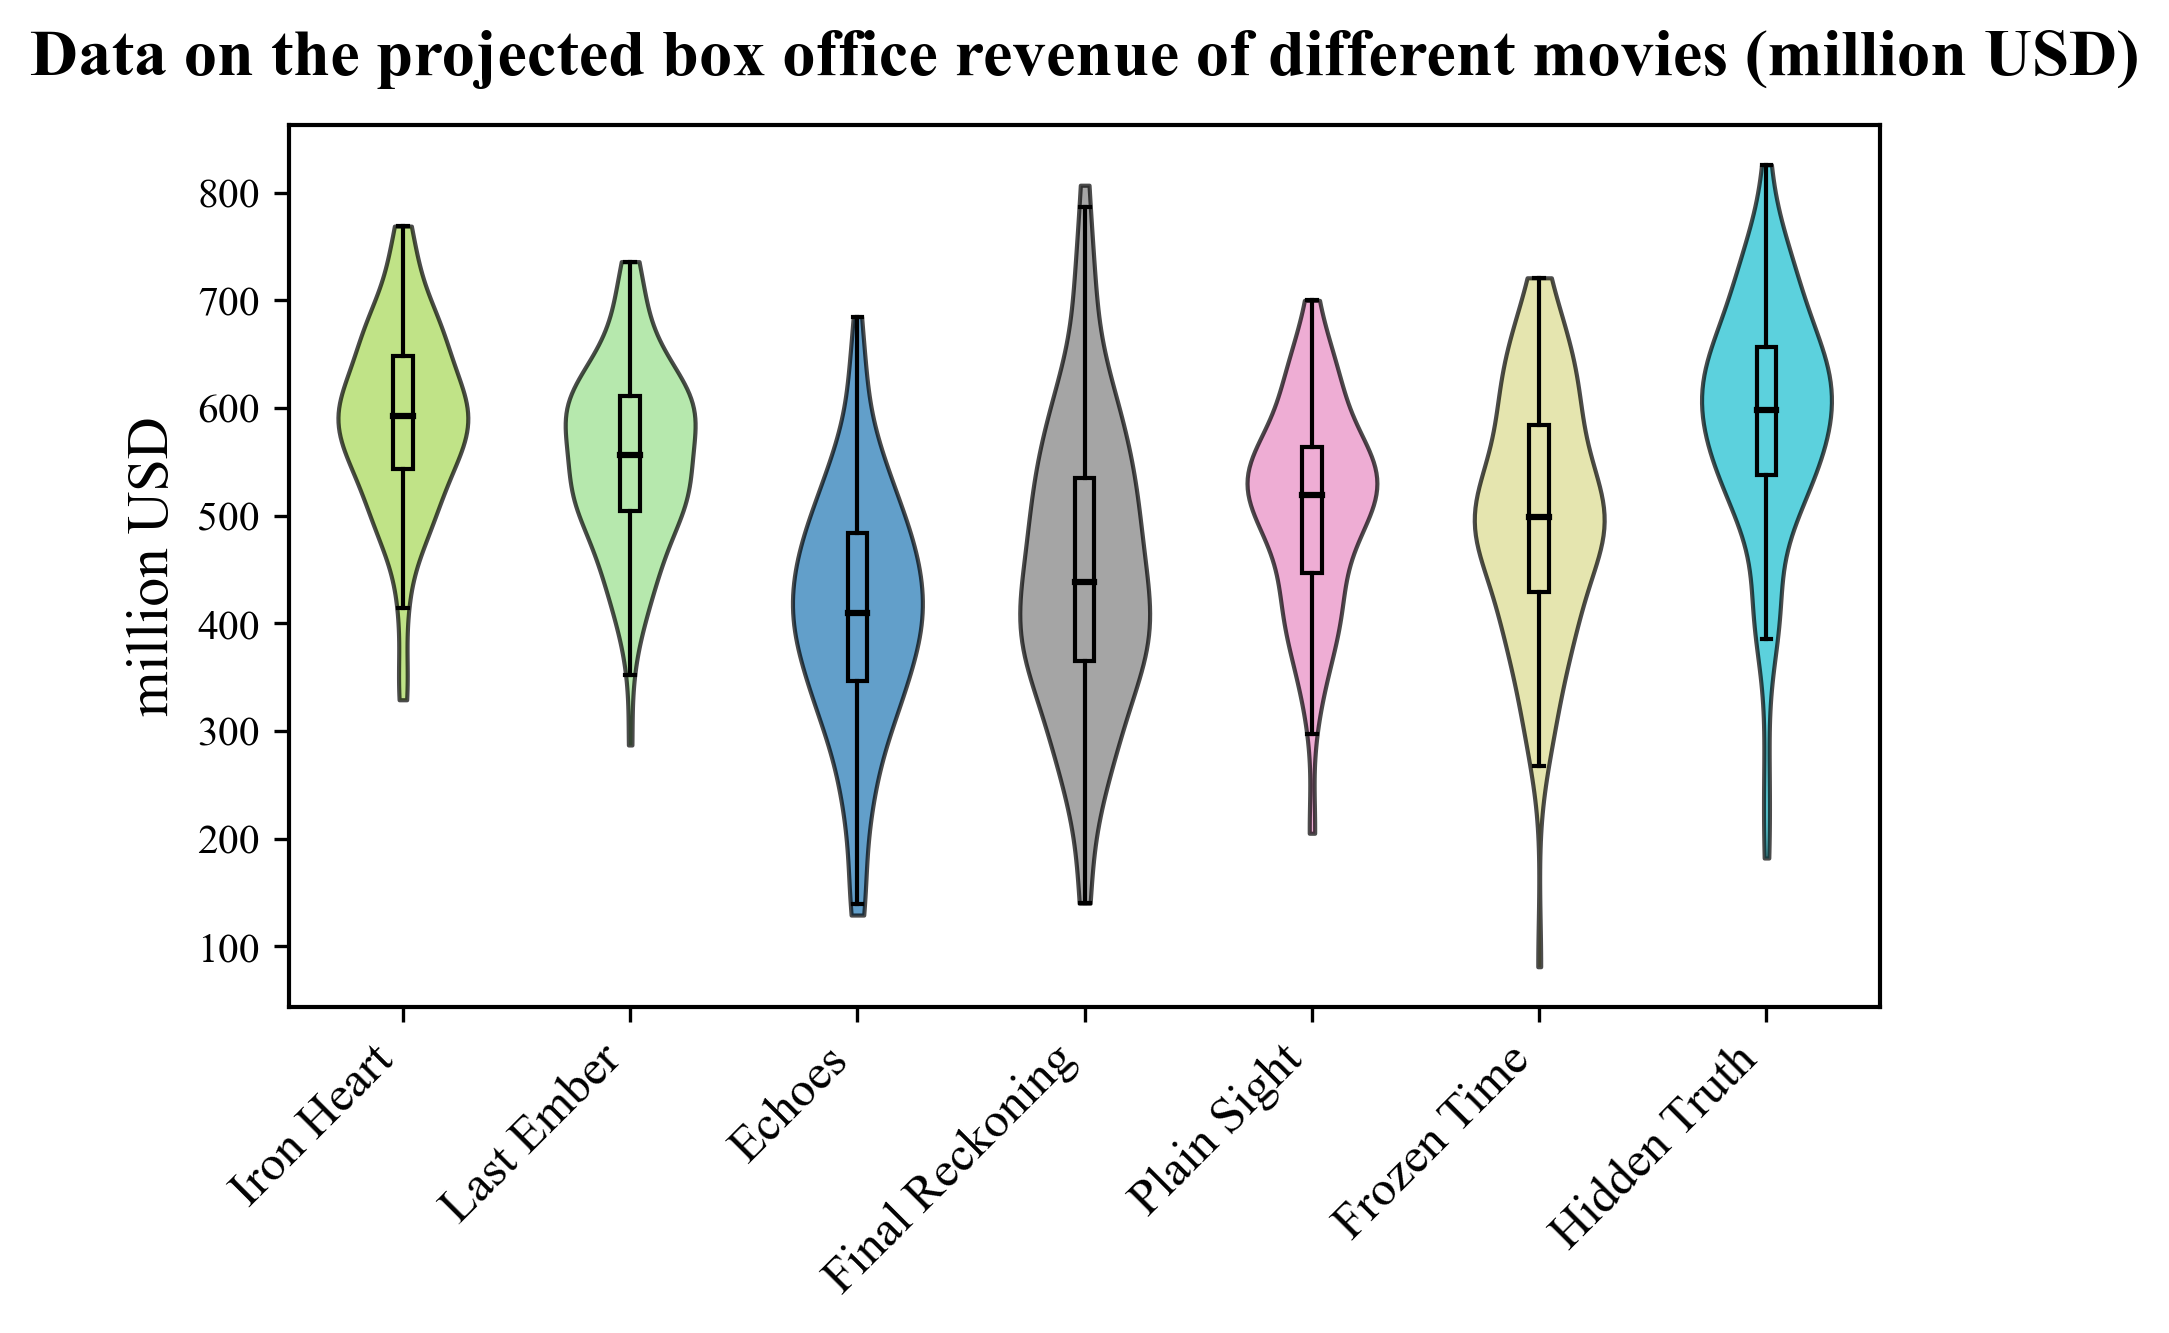 Data on the projected box office revenue of different movies (million USD)
800
700
600
500
400
300
200
100
million USD
Iron Heart
Last Ember
Echoes
Final Reckoning
Plain Sight
Frozen Time
Hidden Truth